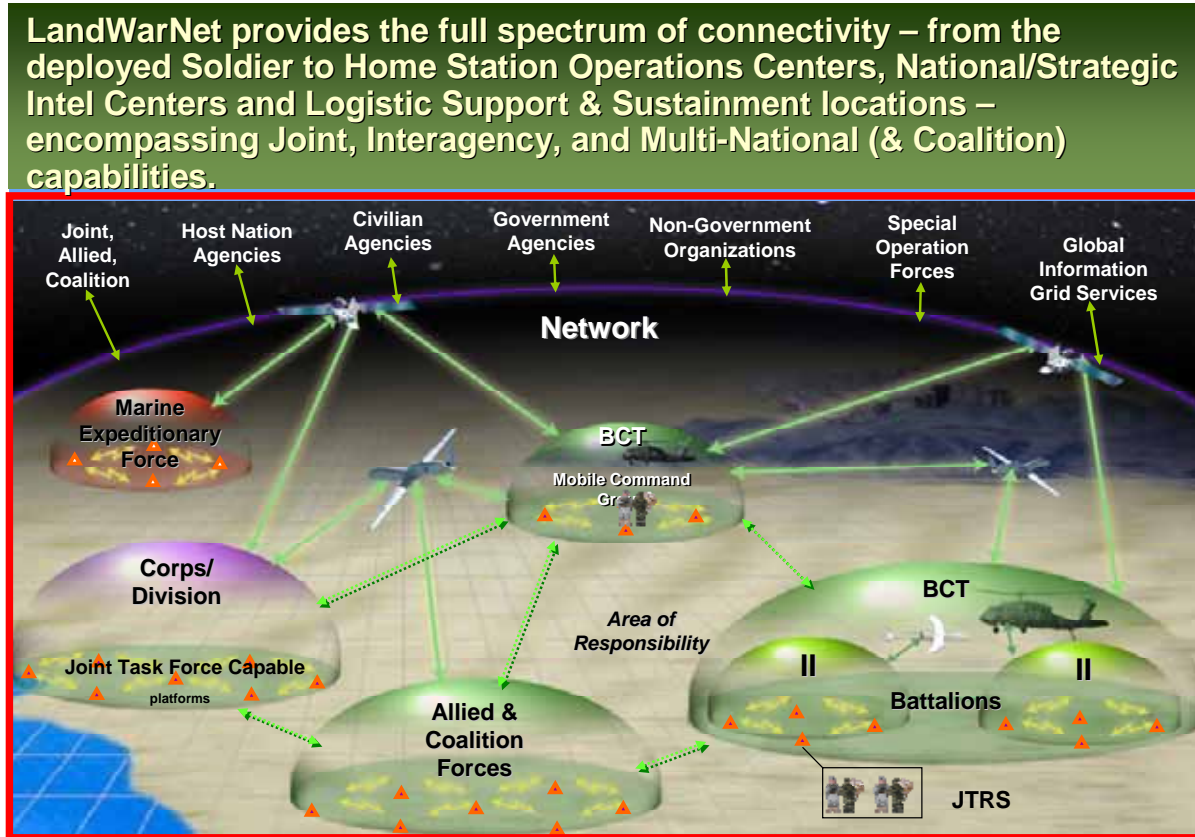 LandWarNet provides the full spectrum of connectivity – from the
deployed Soldier to Home Station Operations Centers, National/Strategic
Intel Centers and Logistic Support & Sustainment locations –
encompassing Joint, Interagency, and Multi-National (& Coalition)
capabilities.
Joint,
Allied,
Coalition
Host Nation
Agencies
Civilian
Agencies
Government
Agencies
Non-Government
Organizations
Special
Operation
Forces
Global
Information
Grid Services
Network
Marine
Expeditionary
Force
BCT
Mobile Command
Corps/
Division
Joint Task Force Capable
platforms
Area of
Responsibility
BCT
II
II
Battalions
Allied &
Coalition
Forces
JTRS